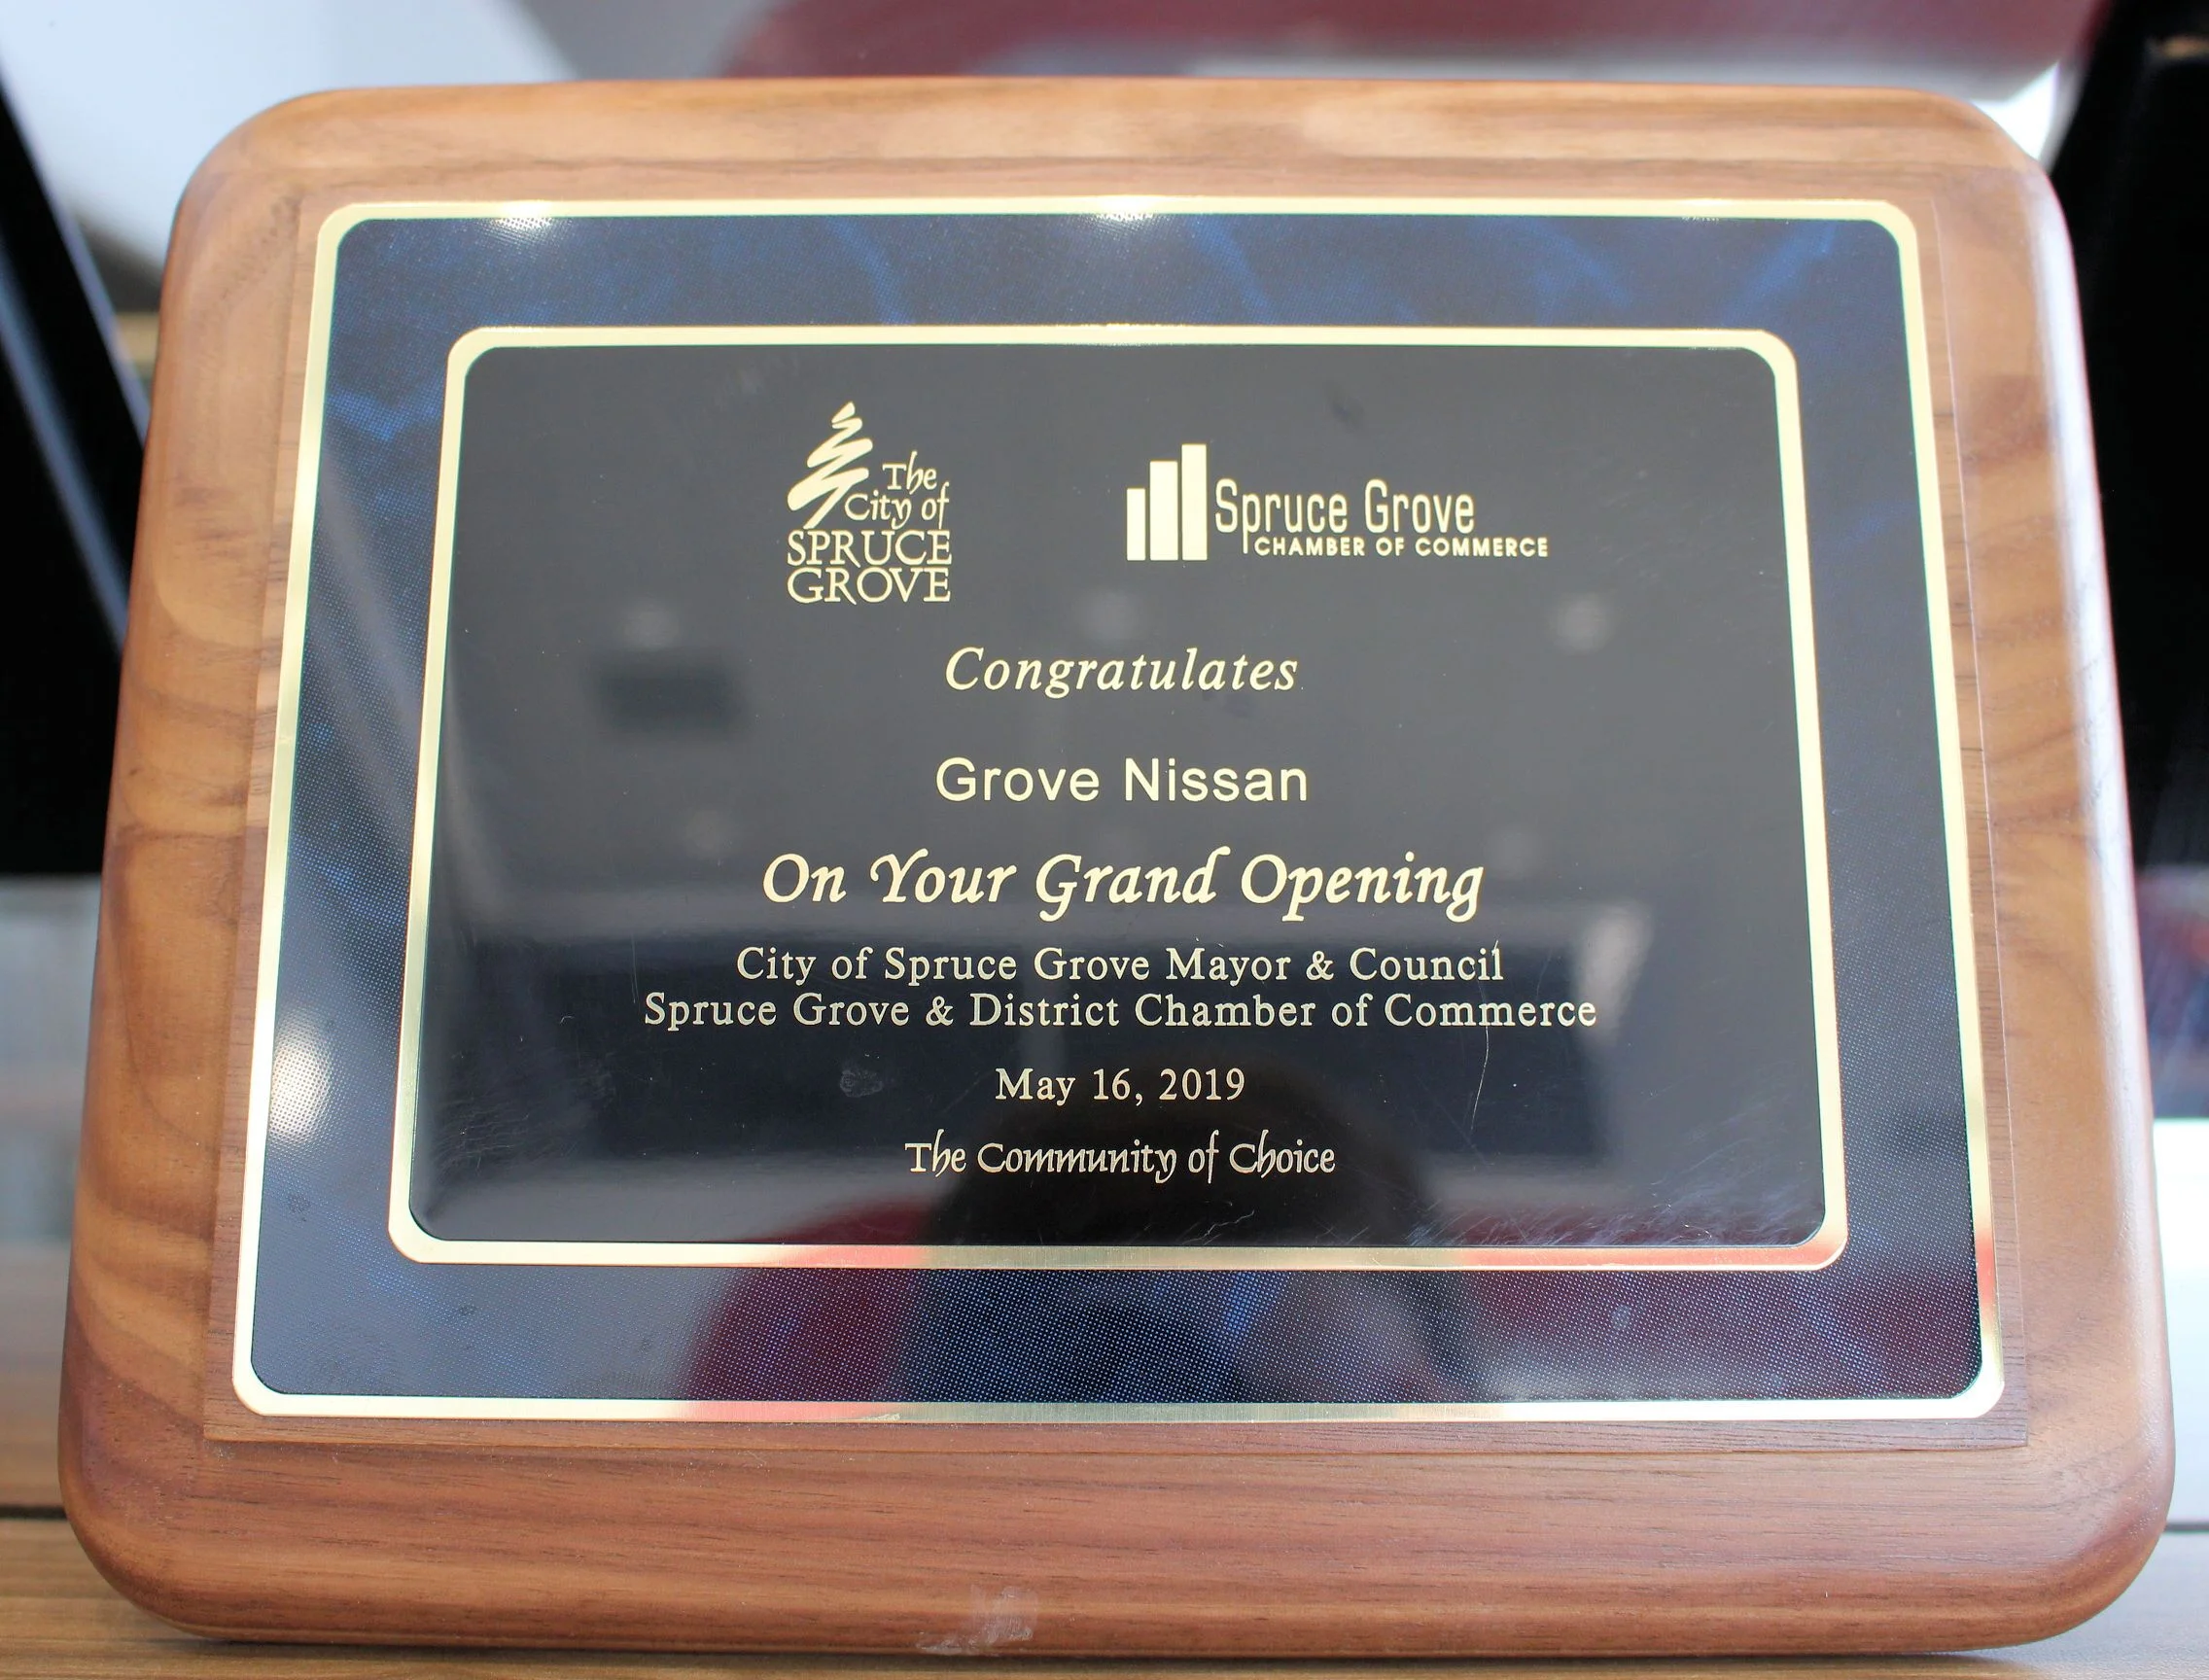 The
City of
SPRUCE
GROVE
Spruce Grove
CHAMBER OF COMMERCE
Congratulates
Grove Nissan
On Your Grand Opening
City of Spruce Grove Mayor & Council
Spruce Grove & District Chamber of Commerce
May 16, 2019
The Community of Choice